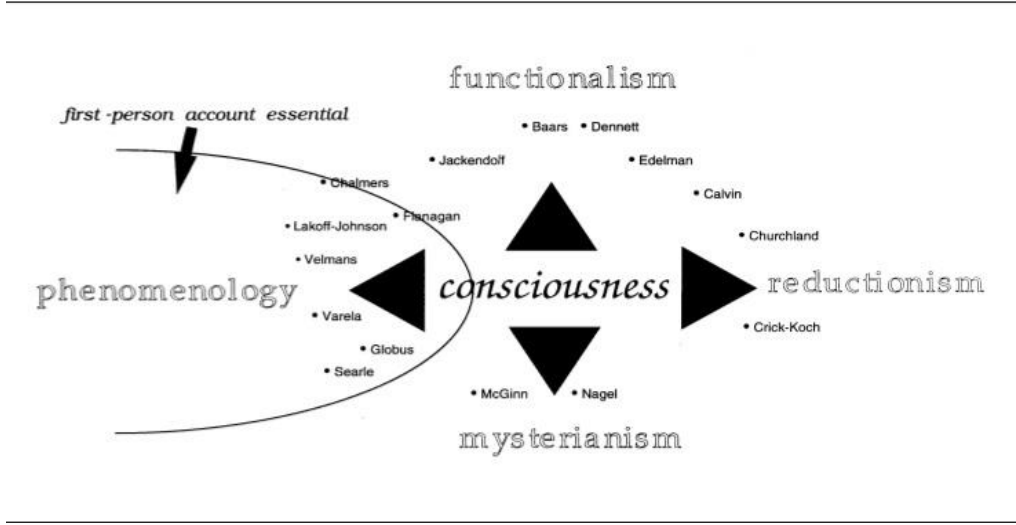 functionalism
first-person account essential
Baars
Dennett
Jackendoff
Edelman
Chalmers
Calvin
Flanagan
Lakoff-Johnson
Churchland
Velmans
phenomenology
consciousness
reductionism
Varela
Crick-Koch
Globus
Searle
McGinn
Nagel
mysterianism